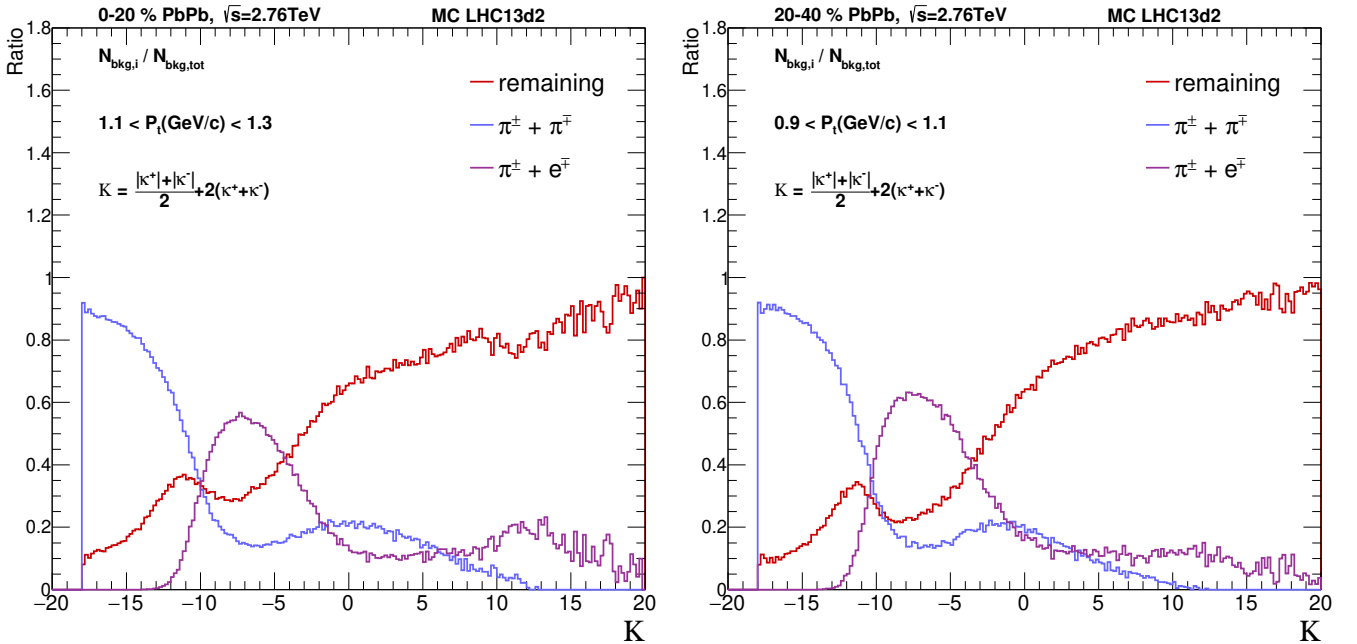 0-20 % PbPb, √s=2.76TeV MC LHC13d2
Ratio
1.8
1.6
1.4
1.2
1
0.8
0.6
0.4
0.2
0
N_bkg,i / N_bkg,tot
1.1 < P_t(GeV/c) < 1.3
K = |κ⁺|+|κ⁻|/2 +2(κ⁺+κ⁻)
remaining
π^± + π^∓
π^± + e^∓
−20 −15 −10 −5 0 5 10 15 20
K
20-40 % PbPb, √s=2.76TeV MC LHC13d2
Ratio
1.8
1.6
1.4
1.2
1
0.8
0.6
0.4
0.2
0
N_bkg,i / N_bkg,tot
0.9 < P_t(GeV/c) < 1.1
K = |κ⁺|+|κ⁻|/2 +2(κ⁺+κ⁻)
remaining
π^± + π^∓
π^± + e^∓
−20 −15 −10 −5 0 5 10 15 20
K